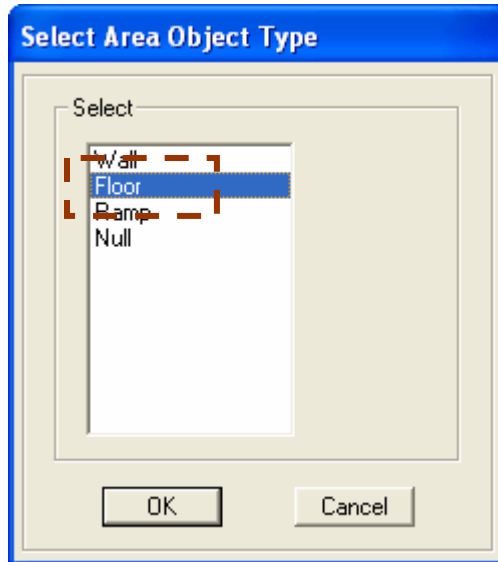 Select Area Object Type
Select
Wall
Floor
Ramp
Null
OK
Cancel